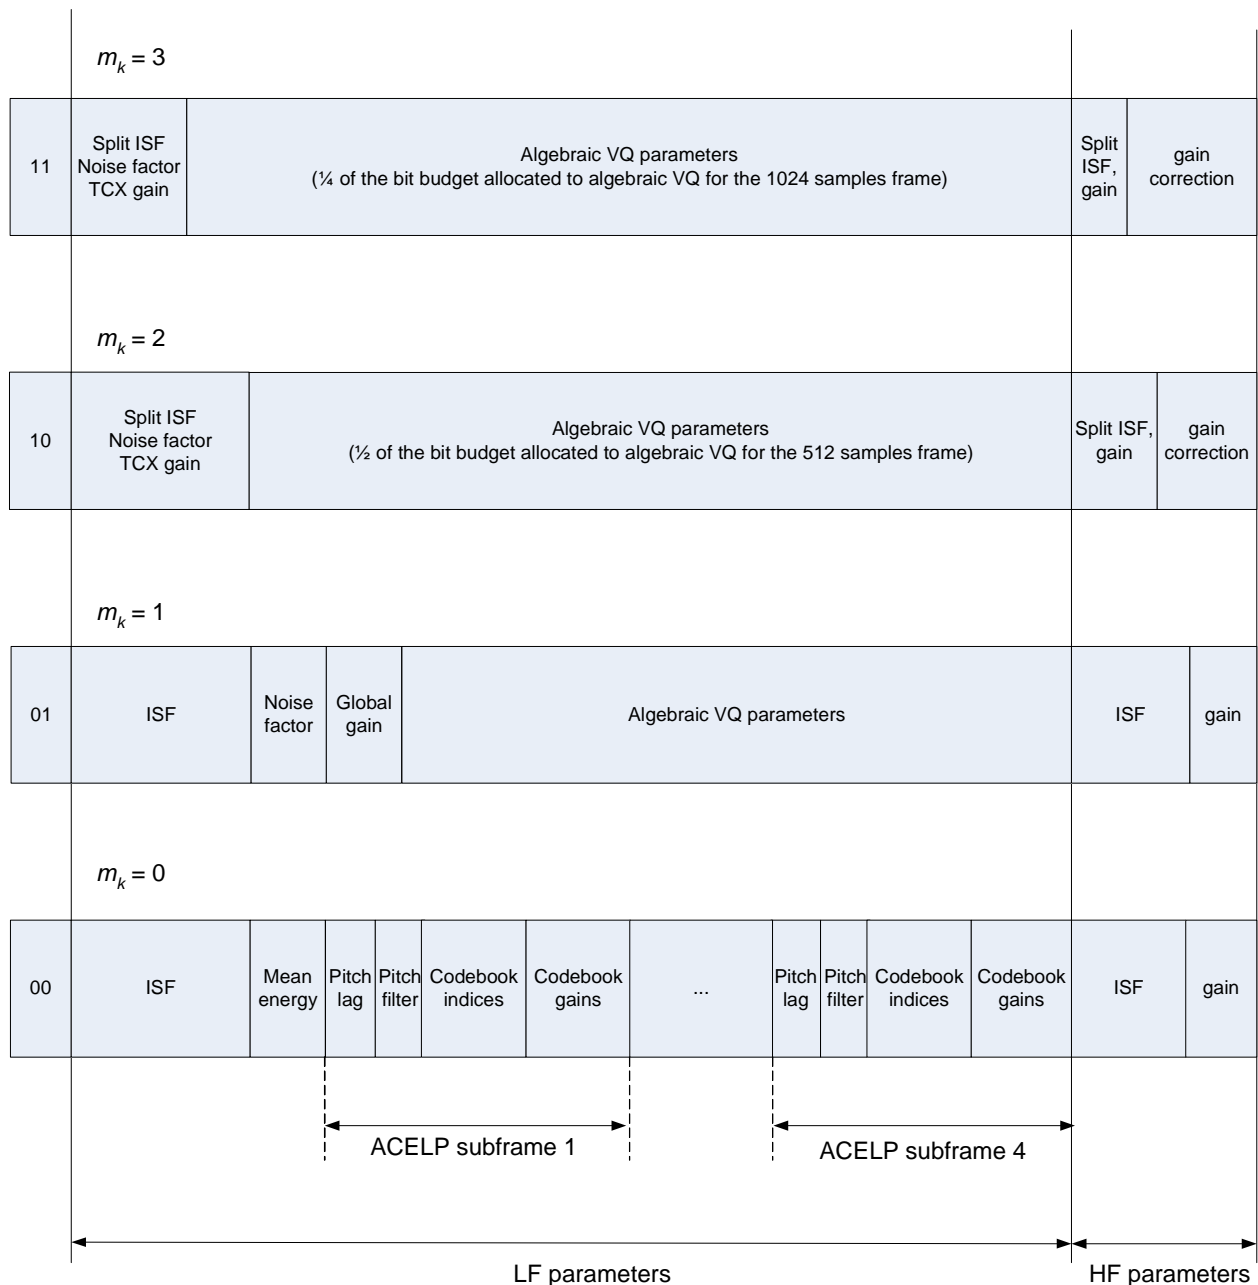 m_k = 3
11
Split ISF
Noise factor
TCX gain
Algebraic VQ parameters
(¼ of the bit budget allocated to algebraic VQ for the 1024 samples frame)
Split
ISF,
gain
gain
correction
m_k = 2
10
Split ISF
Noise factor
TCX gain
Algebraic VQ parameters
(½ of the bit budget allocated to algebraic VQ for the 512 samples frame)
Split ISF,
gain
gain
correction
m_k = 1
01
ISF
Noise
factor
Global
gain
Algebraic VQ parameters
ISF
gain
m_k = 0
00
ISF
Mean
energy
Pitch
lag
Pitch
filter
Codebook
indices
Codebook
gains
...
Pitch
lag
Pitch
filter
Codebook
indices
Codebook
gains
ISF
gain
ACELP subframe 1
ACELP subframe 4
LF parameters
HF parameters